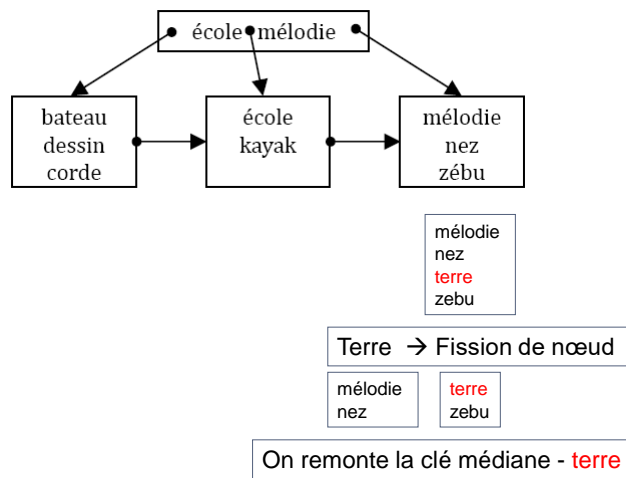 école mélodie
bateau
dessin
corde
école
kayak
mélodie
nez
zébu
mélodie
nez
terre
zebu
Terre → Fission de nœud
mélodie
nez
terre
zebu
On remonte la clé médiane - terre